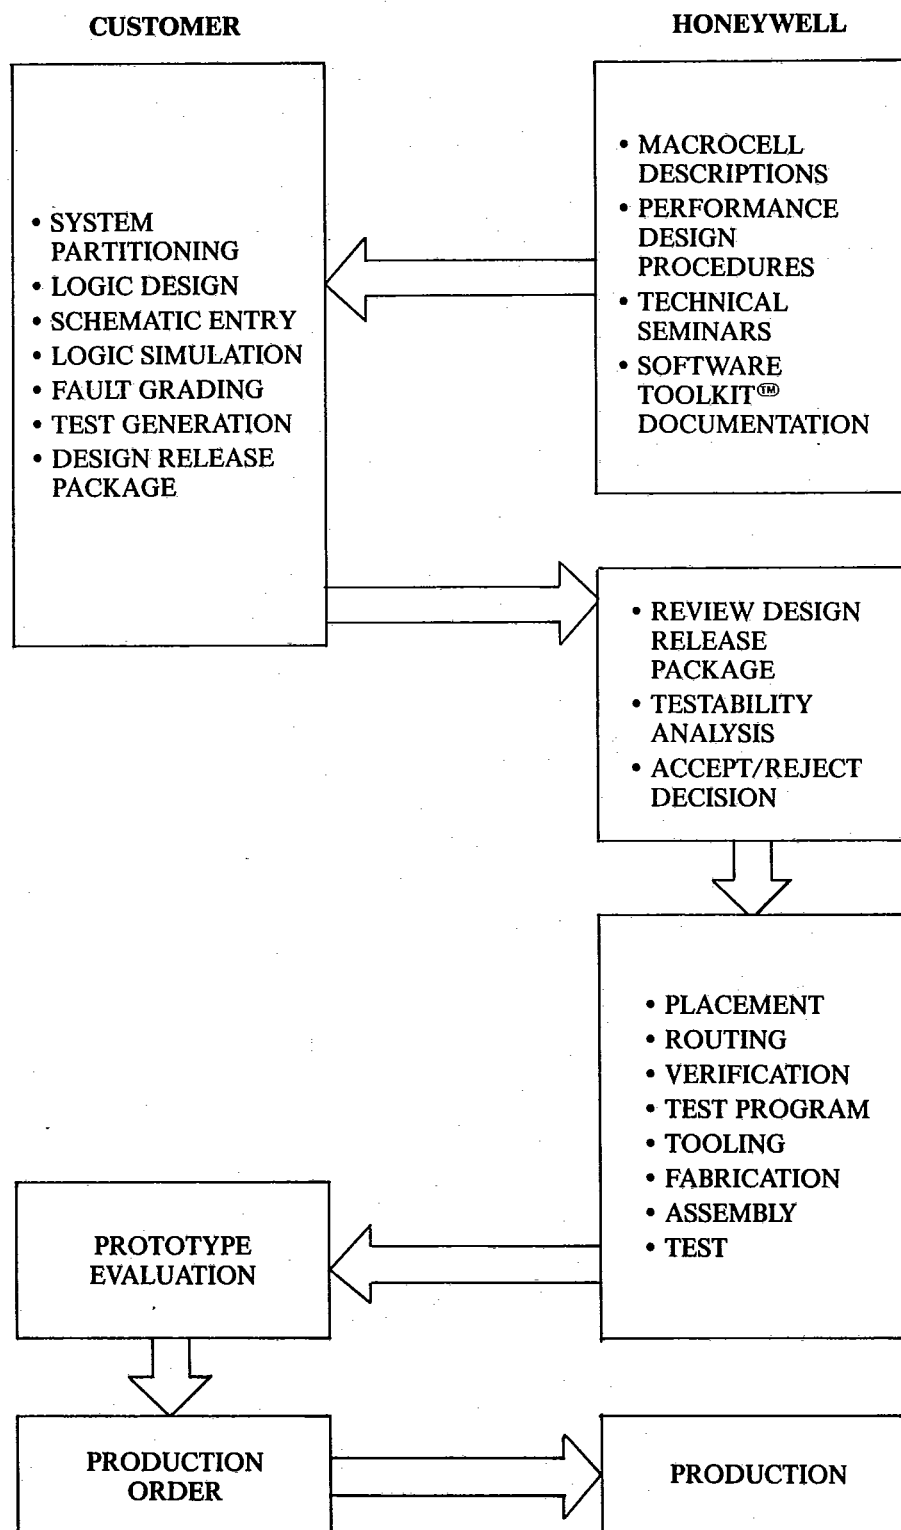 CUSTOMER
HONEYWELL
• MACROCELL
DESCRIPTIONS
• PERFORMANCE
DESIGN
PROCEDURES
• TECHNICAL
SEMINARS
• SOFTWARE
TOOLKIT™
DOCUMENTATION
• SYSTEM
PARTITIONING
• LOGIC DESIGN
• SCHEMATIC ENTRY
• LOGIC SIMULATION
• FAULT GRADING
• TEST GENERATION
• DESIGN RELEASE
PACKAGE
• REVIEW DESIGN
RELEASE
PACKAGE
• TESTABILITY
ANALYSIS
• ACCEPT/REJECT
DECISION
• PLACEMENT
• ROUTING
• VERIFICATION
• TEST PROGRAM
• TOOLING
• FABRICATION
• ASSEMBLY
• TEST
PROTOTYPE
EVALUATION
PRODUCTION
ORDER
PRODUCTION